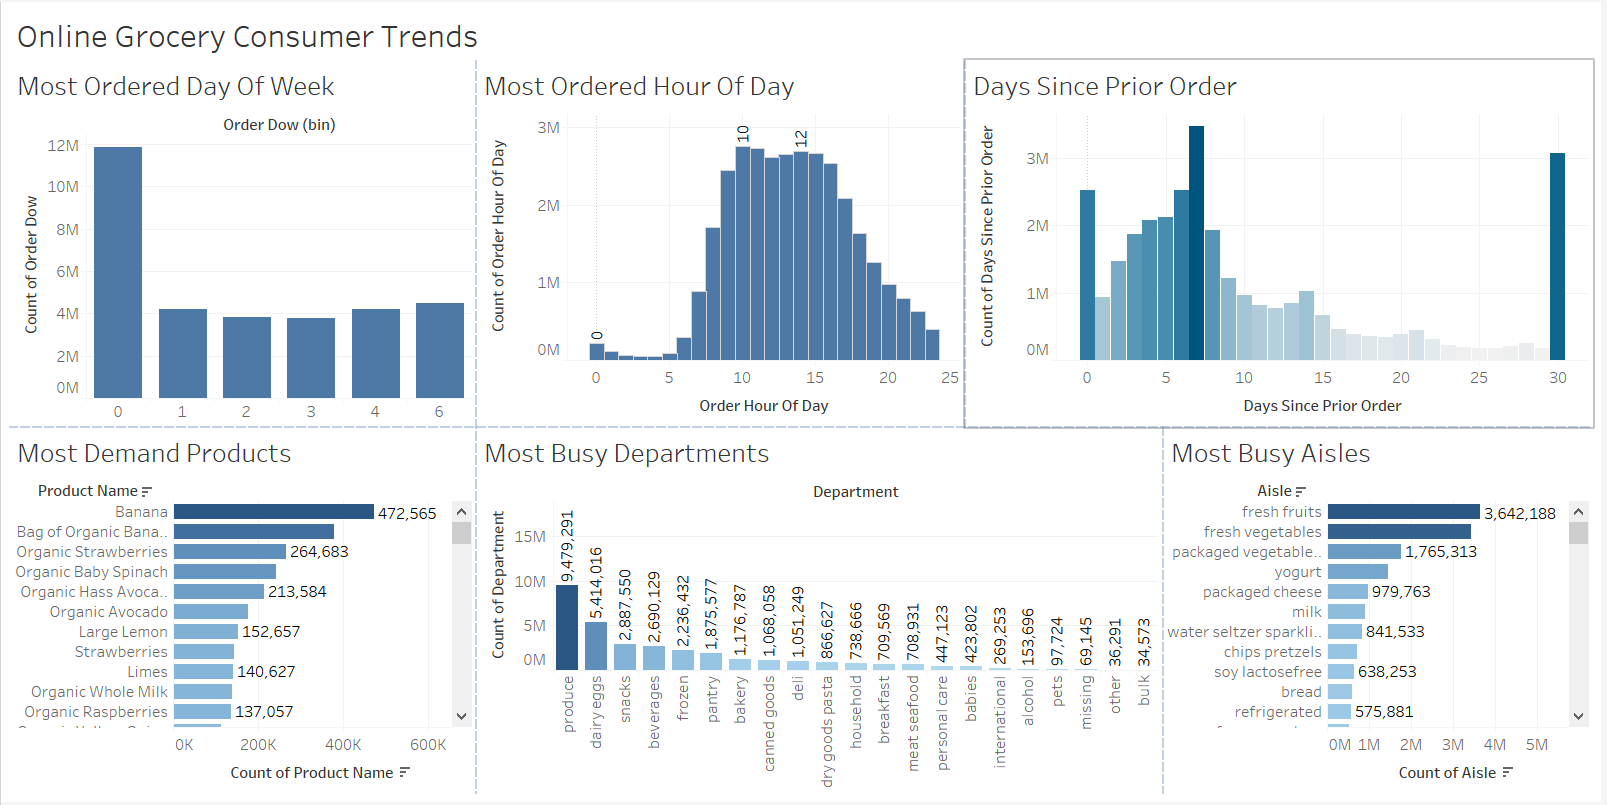 Online Grocery Consumer Trends
Most Ordered Day Of Week
Order Dow (bin)
Count of Order Dow
12M
10M
8M
6M
4M
2M
0M
0 1 2 3 4 6
Most Ordered Hour Of Day
Count of Order Hour Of Day
3M
2M
1M
0M
0
10
12
0 5 10 15 20 25
Order Hour Of Day
Days Since Prior Order
Count of Days Since Prior Order
3M
2M
1M
0M
0 5 10 15 20 25 30
Days Since Prior Order
Most Demand Products
Product Name
Banana 472,565
Bag of Organic Bana..
Organic Strawberries 264,683
Organic Baby Spinach
Organic Hass Avoca.. 213,584
Organic Avocado
Large Lemon 152,657
Strawberries
Limes 140,627
Organic Whole Milk
Organic Raspberries 137,057
0K 200K 400K 600K
Count of Product Name
Most Busy Departments
Department
Count of Department
15M
10M
5M
0M
9,479,291
5,414,016
2,887,550
2,690,129
2,236,432
1,875,577
1,176,787
1,068,058
1,051,249
866,627
738,666
709,569
708,931
447,123
423,802
269,253
153,696
97,724
69,145
36,291
34,573
produce
dairy eggs
snacks
beverages
frozen
pantry
bakery
canned goods
deli
dry goods pasta
household
breakfast
meat seafood
personal care
babies
international
alcohol
pets
missing
other
bulk
Most Busy Aisles
Aisle
fresh fruits 3,642,188
fresh vegetables
packaged vegetable.. 1,765,313
yogurt
packaged cheese 979,763
milk
water seltzer sparkli.. 841,533
chips pretzels
soy lactosefree 638,253
bread
refrigerated 575,881
0M 1M 2M 3M 4M 5M
Count of Aisle